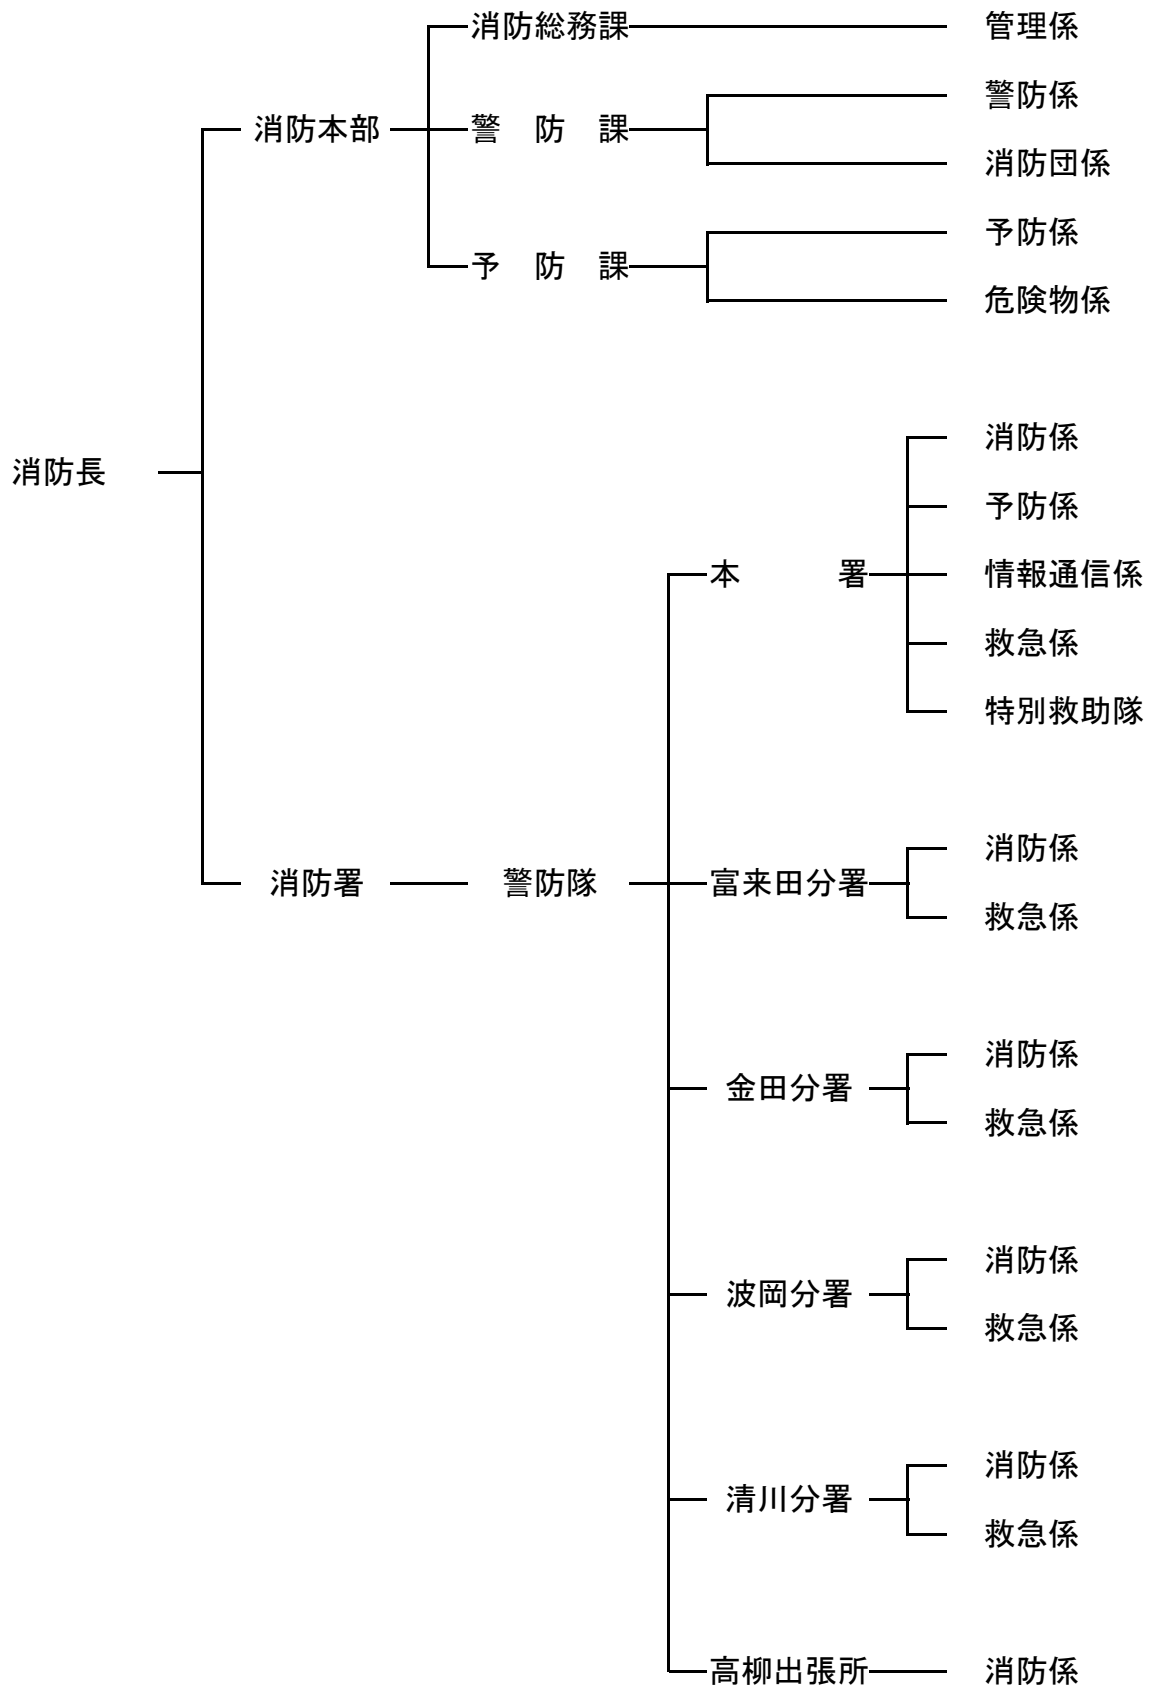 消防総務課 管理係
警防係
消防本部 警防課
消防団係
予防係
予防課
危険物係
消防係
消防長
予防係
本署 情報通信係
救急係
特別救助隊
消防係
消防署 警防隊 富来田分署
救急係
消防係
金田分署
救急係
消防係
波岡分署
救急係
消防係
清川分署
救急係
高柳出張所 消防係